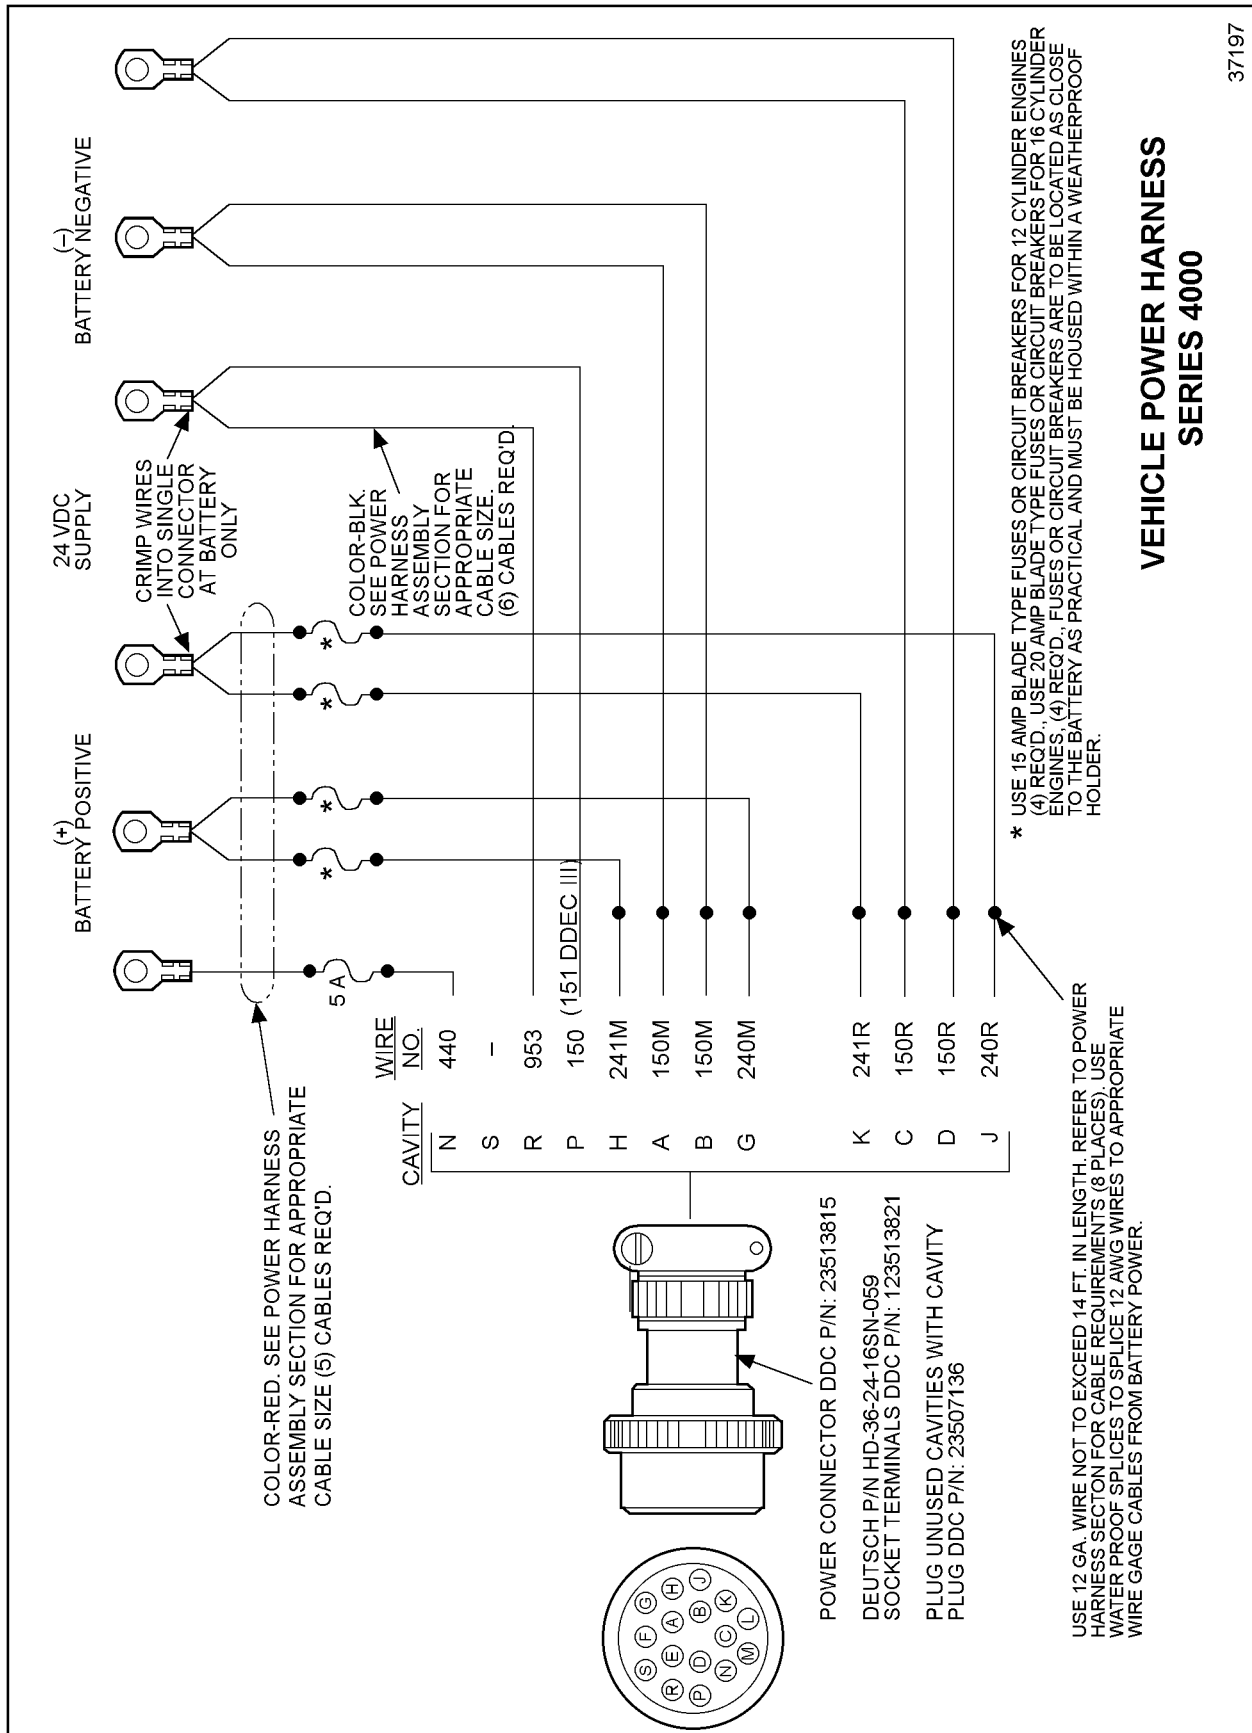 (+)
BATTERY POSITIVE
24 VDC
SUPPLY
(–)
BATTERY NEGATIVE
CRIMP WIRES
INTO SINGLE
CONNECTOR
AT BATTERY
ONLY
COLOR-RED. SEE POWER HARNESS
ASSEMBLY SECTION FOR APPROPRIATE
CABLE SIZE (5) CABLES REQ'D.
5 A
*
*
*
*
COLOR-BLK.
SEE POWER
HARNESS
ASSEMBLY
SECTION FOR
APPROPRIATE
CABLE SIZE.
(6) CABLES REQ'D.
CAVITY WIRE NO.
N 440
S –
R 953
P 150 (151 DDEC III)
H 241M
A 150M
B 150M
G 240M
K 241R
C 150R
D 150R
J 240R
S F G
R E A H
P D B J
N C K
M L
POWER CONNECTOR DDC P/N: 23513815
DEUTSCH P/N HD-36-24-16SN-059
SOCKET TERMINALS DDC P/N: 123513821
PLUG UNUSED CAVITIES WITH CAVITY
PLUG DDC P/N: 23507136
USE 12 GA. WIRE NOT TO EXCEED 14 FT. IN LENGTH. REFER TO POWER
HARNESS SECTON FOR CABLE REQUIREMENTS (8 PLACES). USE
WATER PROOF SPLICES TO SPLICE 12 AWG WIRES TO APPROPRIATE
WIRE GAGE CABLES FROM BATTERY POWER.
* USE 15 AMP BLADE TYPE FUSES OR CIRCUIT BREAKERS FOR 12 CYLINDER ENGINES
(4) REQ'D., USE 20 AMP BLADE TYPE FUSES OR CIRCUIT BREAKERS FOR 16 CYLINDER
ENGINES, (4) REQ'D., FUSES OR CIRCUIT BREAKERS ARE TO BE LOCATED AS CLOSE
TO THE BATTERY AS PRACTICAL AND MUST BE HOUSED WITHIN A WEATHERPROOF
HOLDER.
VEHICLE POWER HARNESS
SERIES 4000
37197